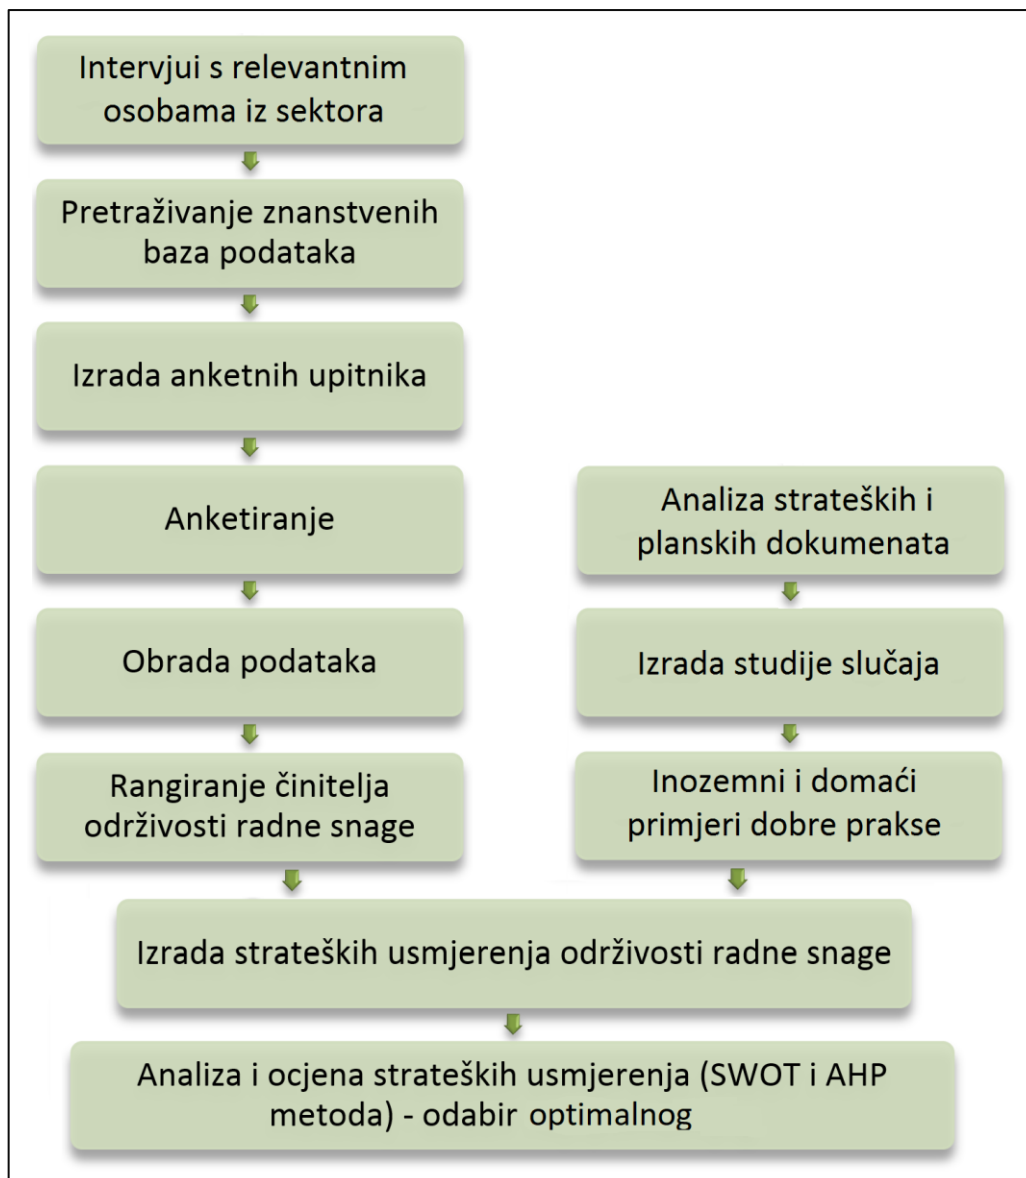 Intervjui s relevantnim
osobama iz sektora
Pretraživanje znanstvenih
baza podataka
Izrada anketnih upitnika
Anketiranje
Obrada podataka
Rangiranje činitelja
održivosti radne snage
Analiza strateških i
planskih dokumenata
Izrada studije slučaja
Inozemni i domaći
primjeri dobre prakse
Izrada strateških usmjerenja održivosti radne snage
Analiza i ocjena strateških usmjerenja (SWOT i AHP
metoda) - odabir optimalnog